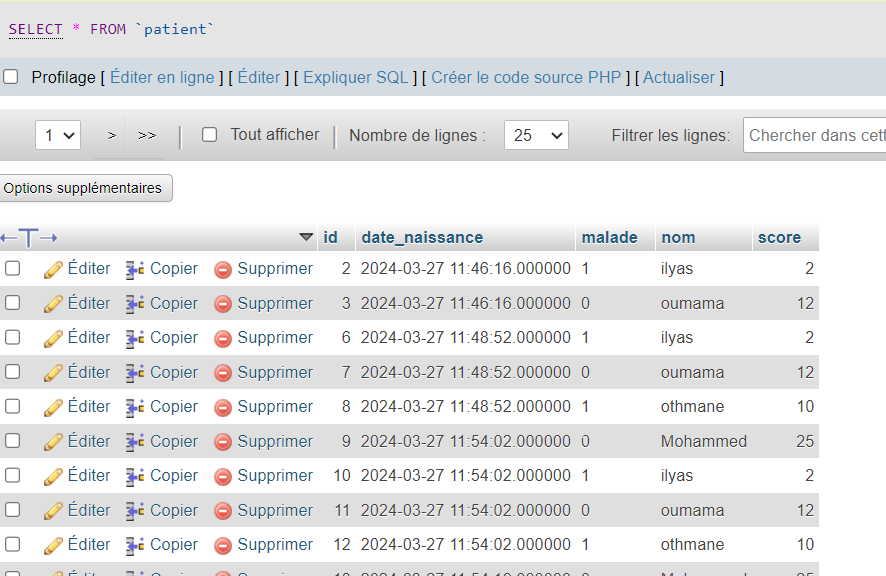 SELECT * FROM `patient`
Profilage [ Éditer en ligne ] [ Éditer ] [ Expliquer SQL ] [ Créer le code source PHP ] [ Actualiser ]
1 > >> | Tout afficher | Nombre de lignes : 25 Filtrer les lignes: Chercher dans cett
Options supplémentaires
←T→ id date_naissance malade nom score
Éditer Copier Supprimer 2 2024-03-27 11:46:16.000000 1 ilyas 2
Éditer Copier Supprimer 3 2024-03-27 11:46:16.000000 0 oumama 12
Éditer Copier Supprimer 6 2024-03-27 11:48:52.000000 1 ilyas 2
Éditer Copier Supprimer 7 2024-03-27 11:48:52.000000 0 oumama 12
Éditer Copier Supprimer 8 2024-03-27 11:48:52.000000 1 othmane 10
Éditer Copier Supprimer 9 2024-03-27 11:54:02.000000 0 Mohammed 25
Éditer Copier Supprimer 10 2024-03-27 11:54:02.000000 1 ilyas 2
Éditer Copier Supprimer 11 2024-03-27 11:54:02.000000 0 oumama 12
Éditer Copier Supprimer 12 2024-03-27 11:54:02.000000 1 othmane 10